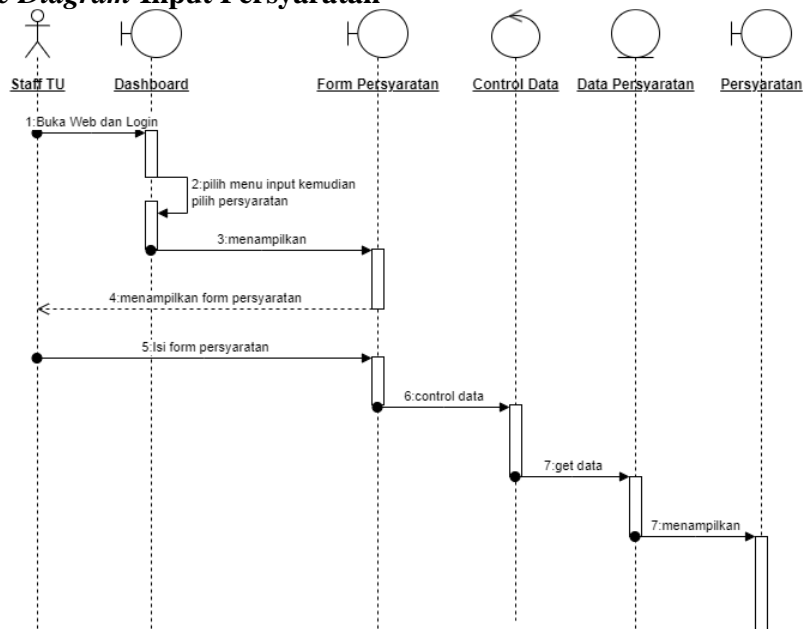 Diagram Input Persyaratan
Staff TU
Dashboard
Form Persyaratan
Control Data
Data Persyaratan
Persyaratan
1:Buka Web dan Login
2:pilih menu input kemudian
pilih persyaratan
3:menampilkan
4:menampilkan form persyaratan
5:Isi form persyaratan
6:control data
7:get data
7:menampilkan